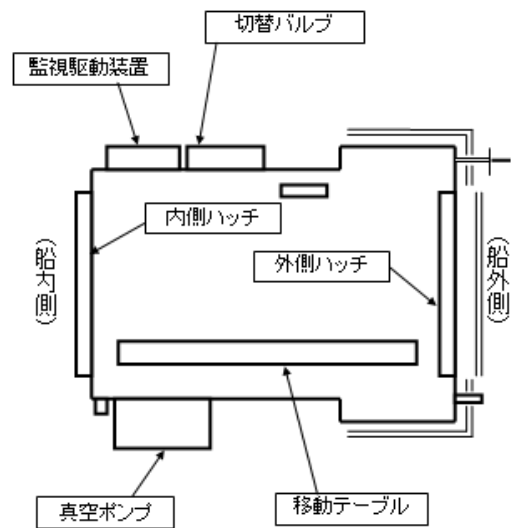 切替バルブ
監視駆動装置
内側ハッチ
外側ハッチ
(船内側)
(船外側)
真空ポンプ
移動テーブル